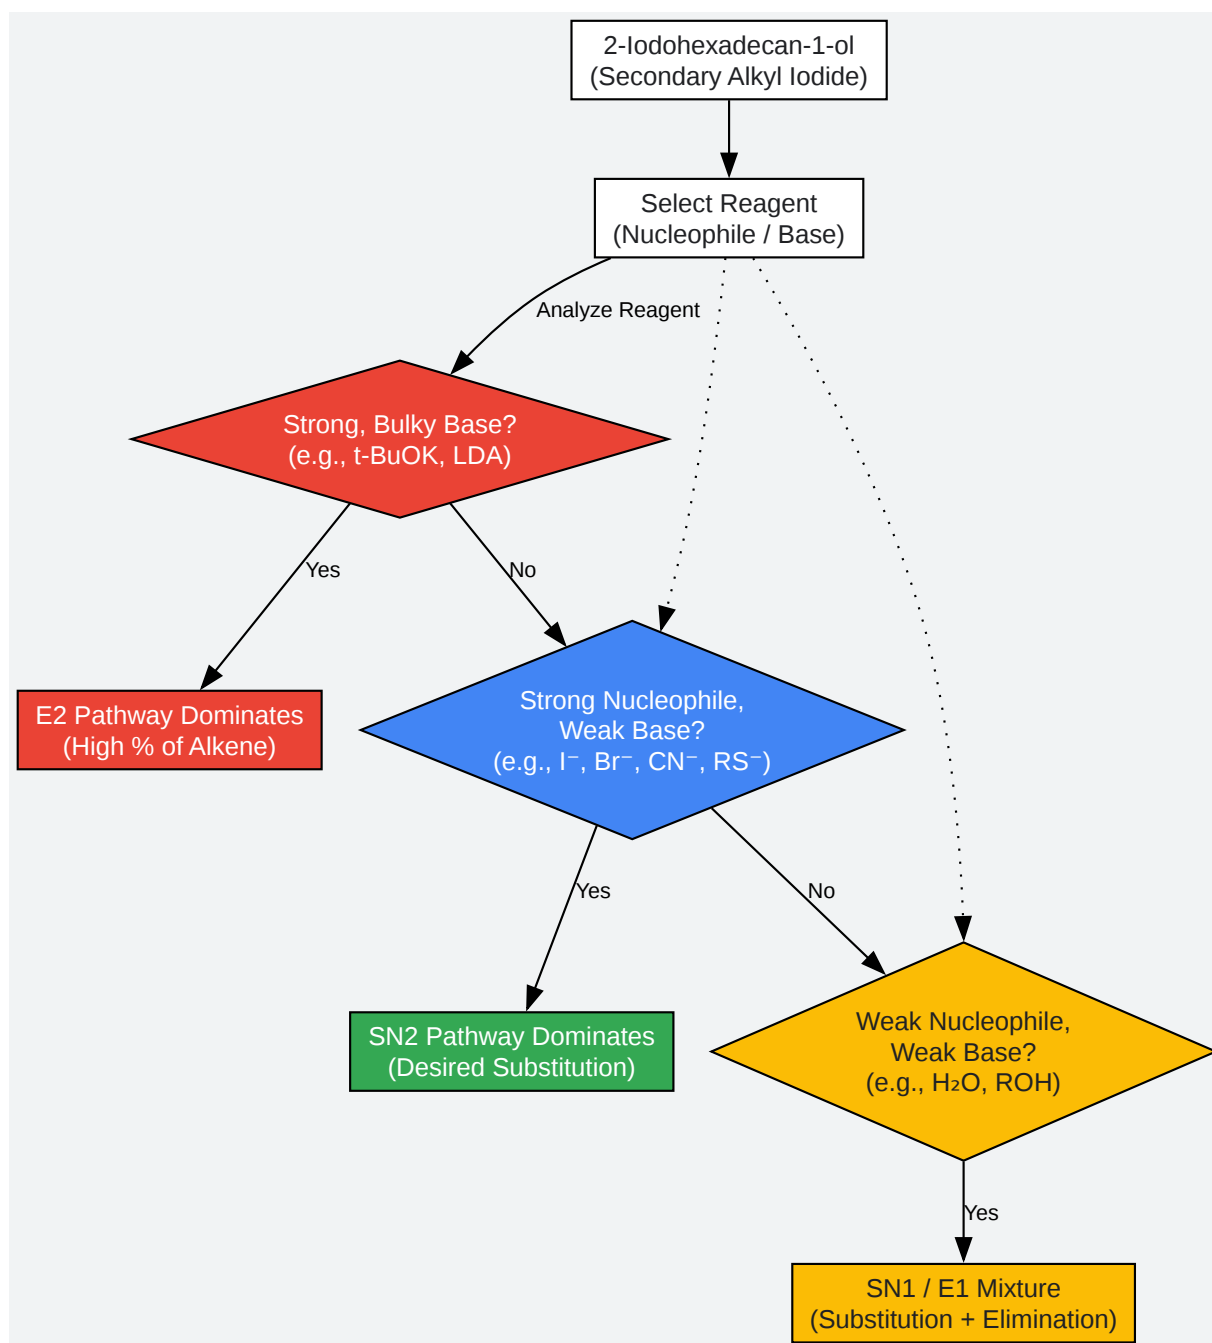 2-Iodohexadecan-1-ol
(Secondary Alkyl Iodide)
Select Reagent
(Nucleophile / Base)
Analyze Reagent
Strong, Bulky Base?
(e.g., t-BuOK, LDA)
Yes
No
E2 Pathway Dominates
(High % of Alkene)
Strong Nucleophile,
Weak Base?
(e.g., I⁻, Br⁻, CN⁻, RS⁻)
Yes
No
SN2 Pathway Dominates
(Desired Substitution)
Weak Nucleophile,
Weak Base?
(e.g., H₂O, ROH)
Yes
SN1 / E1 Mixture
(Substitution + Elimination)